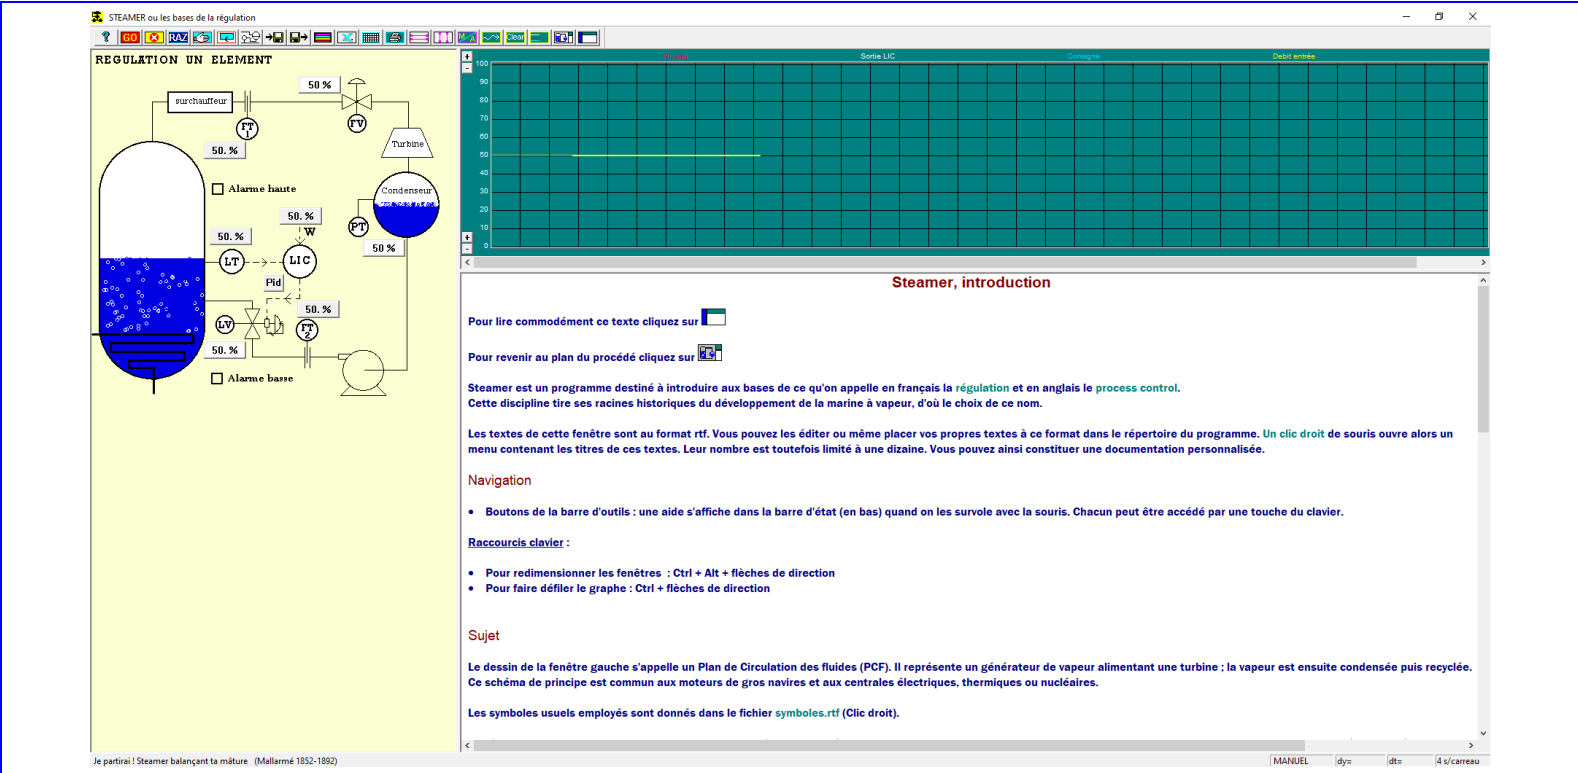 STEAMER ou les bases de la régulation
? GO RAZ Clear
REGULATION UN ELEMENT
50 %
surchauffeur
FT
1
FV
50. %
Turbine
Alarme haute
Condenseur
50. %
W
PT
50. %
50 %
LT
LIC
Pid
50. %
LV
FT
2
50. %
Alarme basse
Niveau Sortie LIC Consigne Debit entrée
100
90
80
70
60
50
40
30
20
10
0
Steamer, introduction
Pour lire commodément ce texte cliquez sur
Pour revenir au plan du procédé cliquez sur
Steamer est un programme destiné à introduire aux bases de ce qu'on appelle en français la régulation et en anglais le process control.
Cette discipline tire ses racines historiques du développement de la marine à vapeur, d'où le choix de ce nom.
Les textes de cette fenêtre sont au format rtf. Vous pouvez les éditer ou même placer vos propres textes à ce format dans le répertoire du programme. Un clic droit de souris ouvre alors un
menu contenant les titres de ces textes. Leur nombre est toutefois limité à une dizaine. Vous pouvez ainsi constituer une documentation personnalisée.
Navigation
• Boutons de la barre d'outils : une aide s'affiche dans la barre d'état (en bas) quand on les survole avec la souris. Chacun peut être accédé par une touche du clavier.
Raccourcis clavier :
• Pour redimensionner les fenêtres : Ctrl + Alt + flèches de direction
• Pour faire défiler le graphe : Ctrl + flèches de direction
Sujet
Le dessin de la fenêtre gauche s'appelle un Plan de Circulation des fluides (PCF). Il représente un générateur de vapeur alimentant une turbine ; la vapeur est ensuite condensée puis recyclée.
Ce schéma de principe est commun aux moteurs de gros navires et aux centrales électriques, thermiques ou nucléaires.
Les symboles usuels employés sont donnés dans le fichier symboles.rtf (Clic droit).
Je partirai ! Steamer balançant ta mâture (Mallarmé 1852-1892)
MANUEL dy= dt= 4 s/carreau